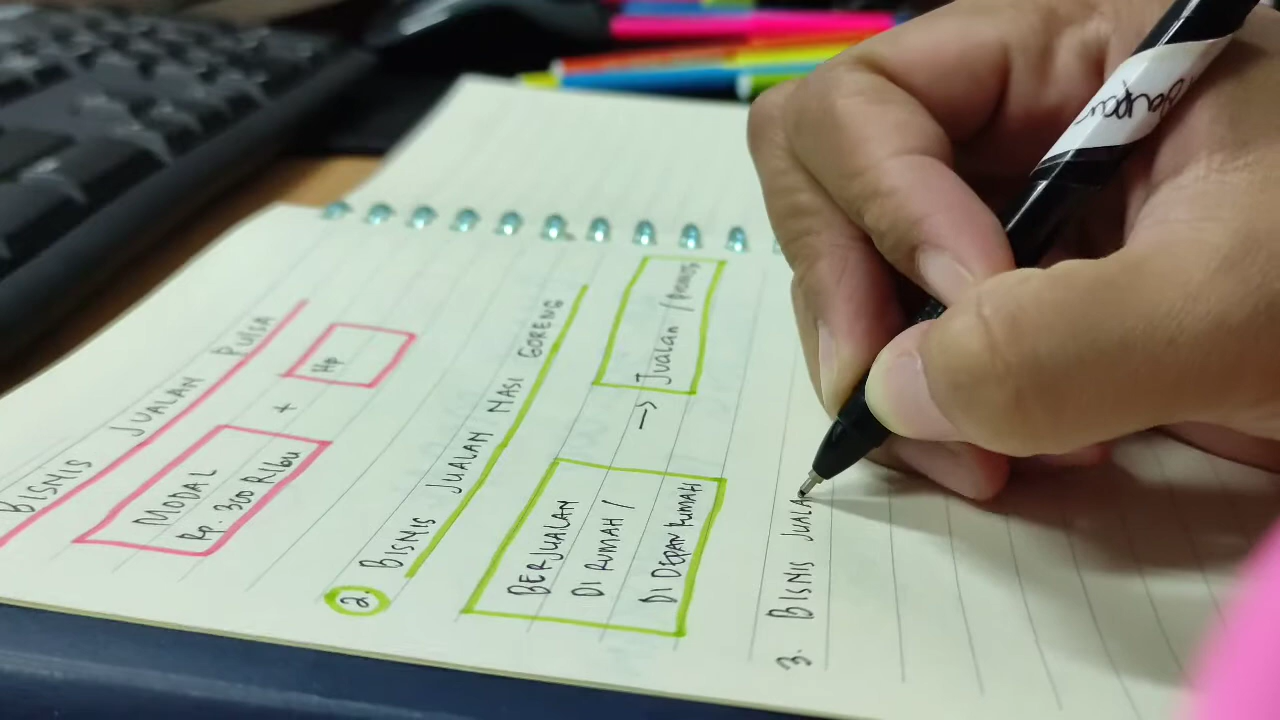 BISNIS JUALAN PULSA
MODAL
Rp. 300 Ribu
+
HP
2. BISNIS JUALAN NASI GORENG
BERJUALAN
DI RUMAH /
DI DEPAN RUMAH
→ Jualan /
3. BISNIS JUALA